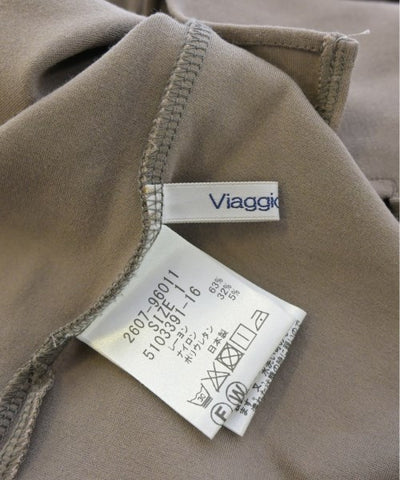 Viaggio
2607-96011
SIZE 1
5103391-16
レーヨン 63%
ナイロン 32%
ポリウレタン 5%
日本製
F W